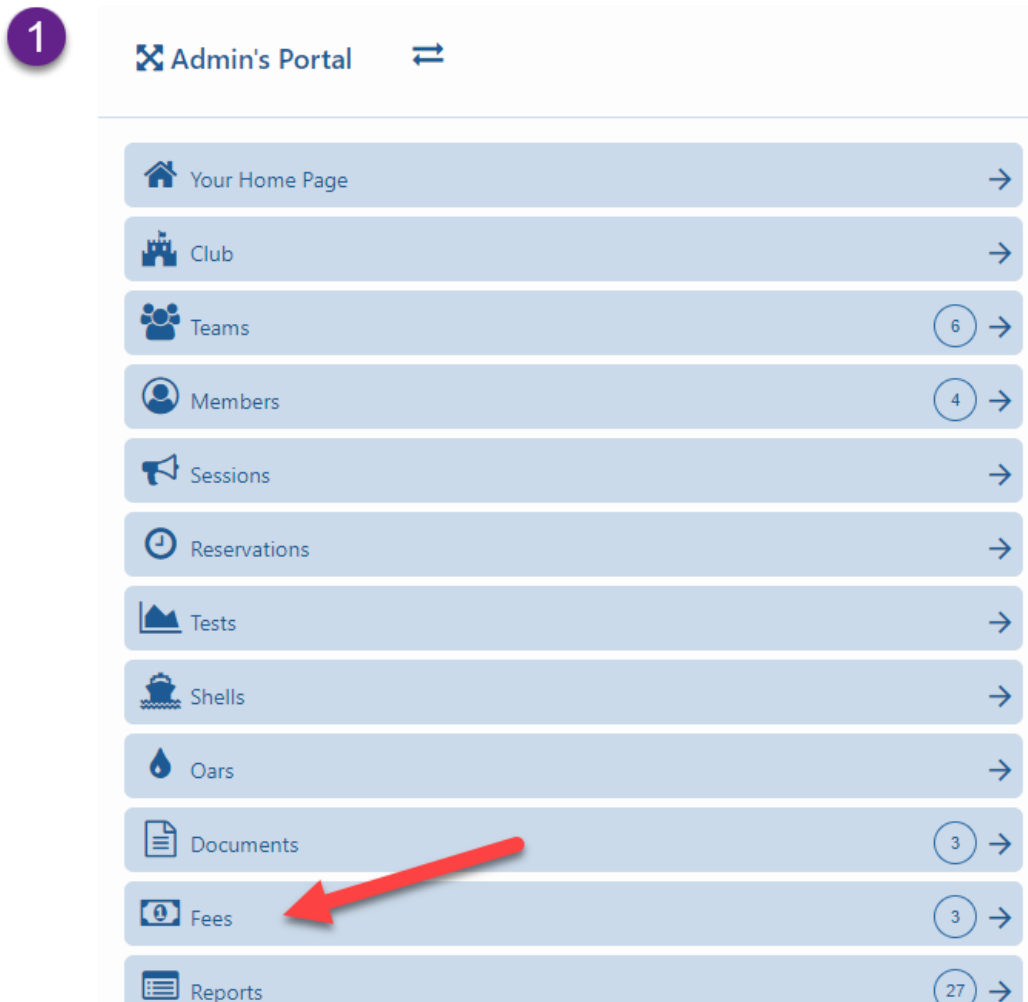 1
Admin's Portal
Your Home Page
Club
Teams 6
Members 4
Sessions
Reservations
Tests
Shells
Oars
Documents 3
Fees 3
Reports 27